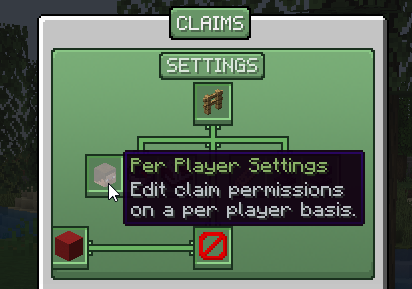 CLAIMS
SETTINGS
Per Player Settings
Edit claim permissions
on a per player basis.